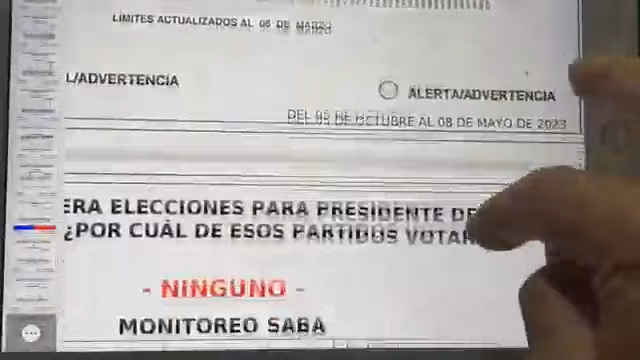 LÍMITES ACTUALIZADOS AL 06 DE MARZO
L/ADVERTENCIA
ALERTA/ADVERTENCIA
DEL 05 DE OCTUBRE AL 08 DE MAYO DE 2023
ERA ELECCIONES PARA PRESIDENTE DE
¿POR CUÁL DE ESOS PARTIDOS VOTAR
- NINGUNO -
MONITOREO SABA